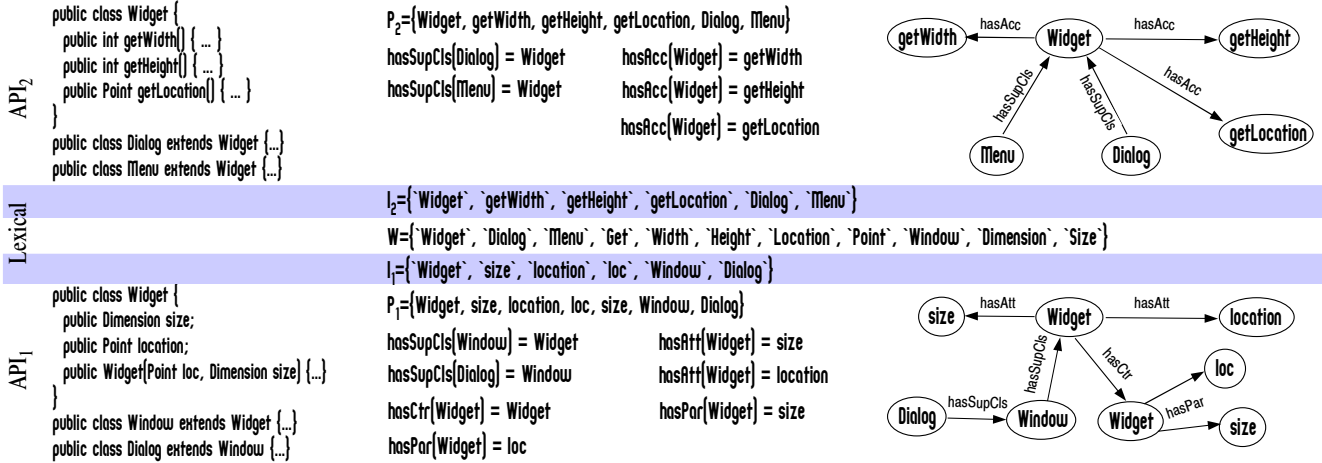 API2
public class Widget {
public int getWidth() { ... }
public int getHeight() { ... }
public Point getLocation() { ... }
}
public class Dialog extends Widget {...}
public class Menu extends Widget {...}
P2={Widget, getWidth, getHeight, getLocation, Dialog, Menu}
hasSupCls(Dialog) = Widget hasAcc(Widget) = getWidth
hasSupCls(Menu) = Widget hasAcc(Widget) = getHeight
hasAcc(Widget) = getLocation
getWidth hasAcc Widget hasAcc getHeight
hasSupCls hasSupCls hasAcc
Menu Dialog getLocation
Lexical
I2={`Widget`, `getWidth`, `getHeight`, `getLocation`, `Dialog`, `Menu`}
W={`Widget`, `Dialog`, `Menu`, `Get`, `Width`, `Height`, `Location`, `Point`, `Window`, `Dimension`, `Size`}
I1={`Widget`, `size`, `location`, `loc`, `Window`, `Dialog`}
API1
public class Widget {
public Dimension size;
public Point location;
public Widget(Point loc, Dimension size) {...}
}
public class Window extends Widget {...}
public class Dialog extends Window {...}
P1={Widget, size, location, loc, size, Window, Dialog}
hasSupCls(Window) = Widget hasAtt(Widget) = size
hasSupCls(Dialog) = Window hasAtt(Widget) = location
hasCtr(Widget) = Widget hasPar(Widget) = size
hasPar(Widget) = loc
size hasAtt Widget hasAtt location
hasSupCls hasCtr loc
Dialog hasSupCls Window Widget hasPar size